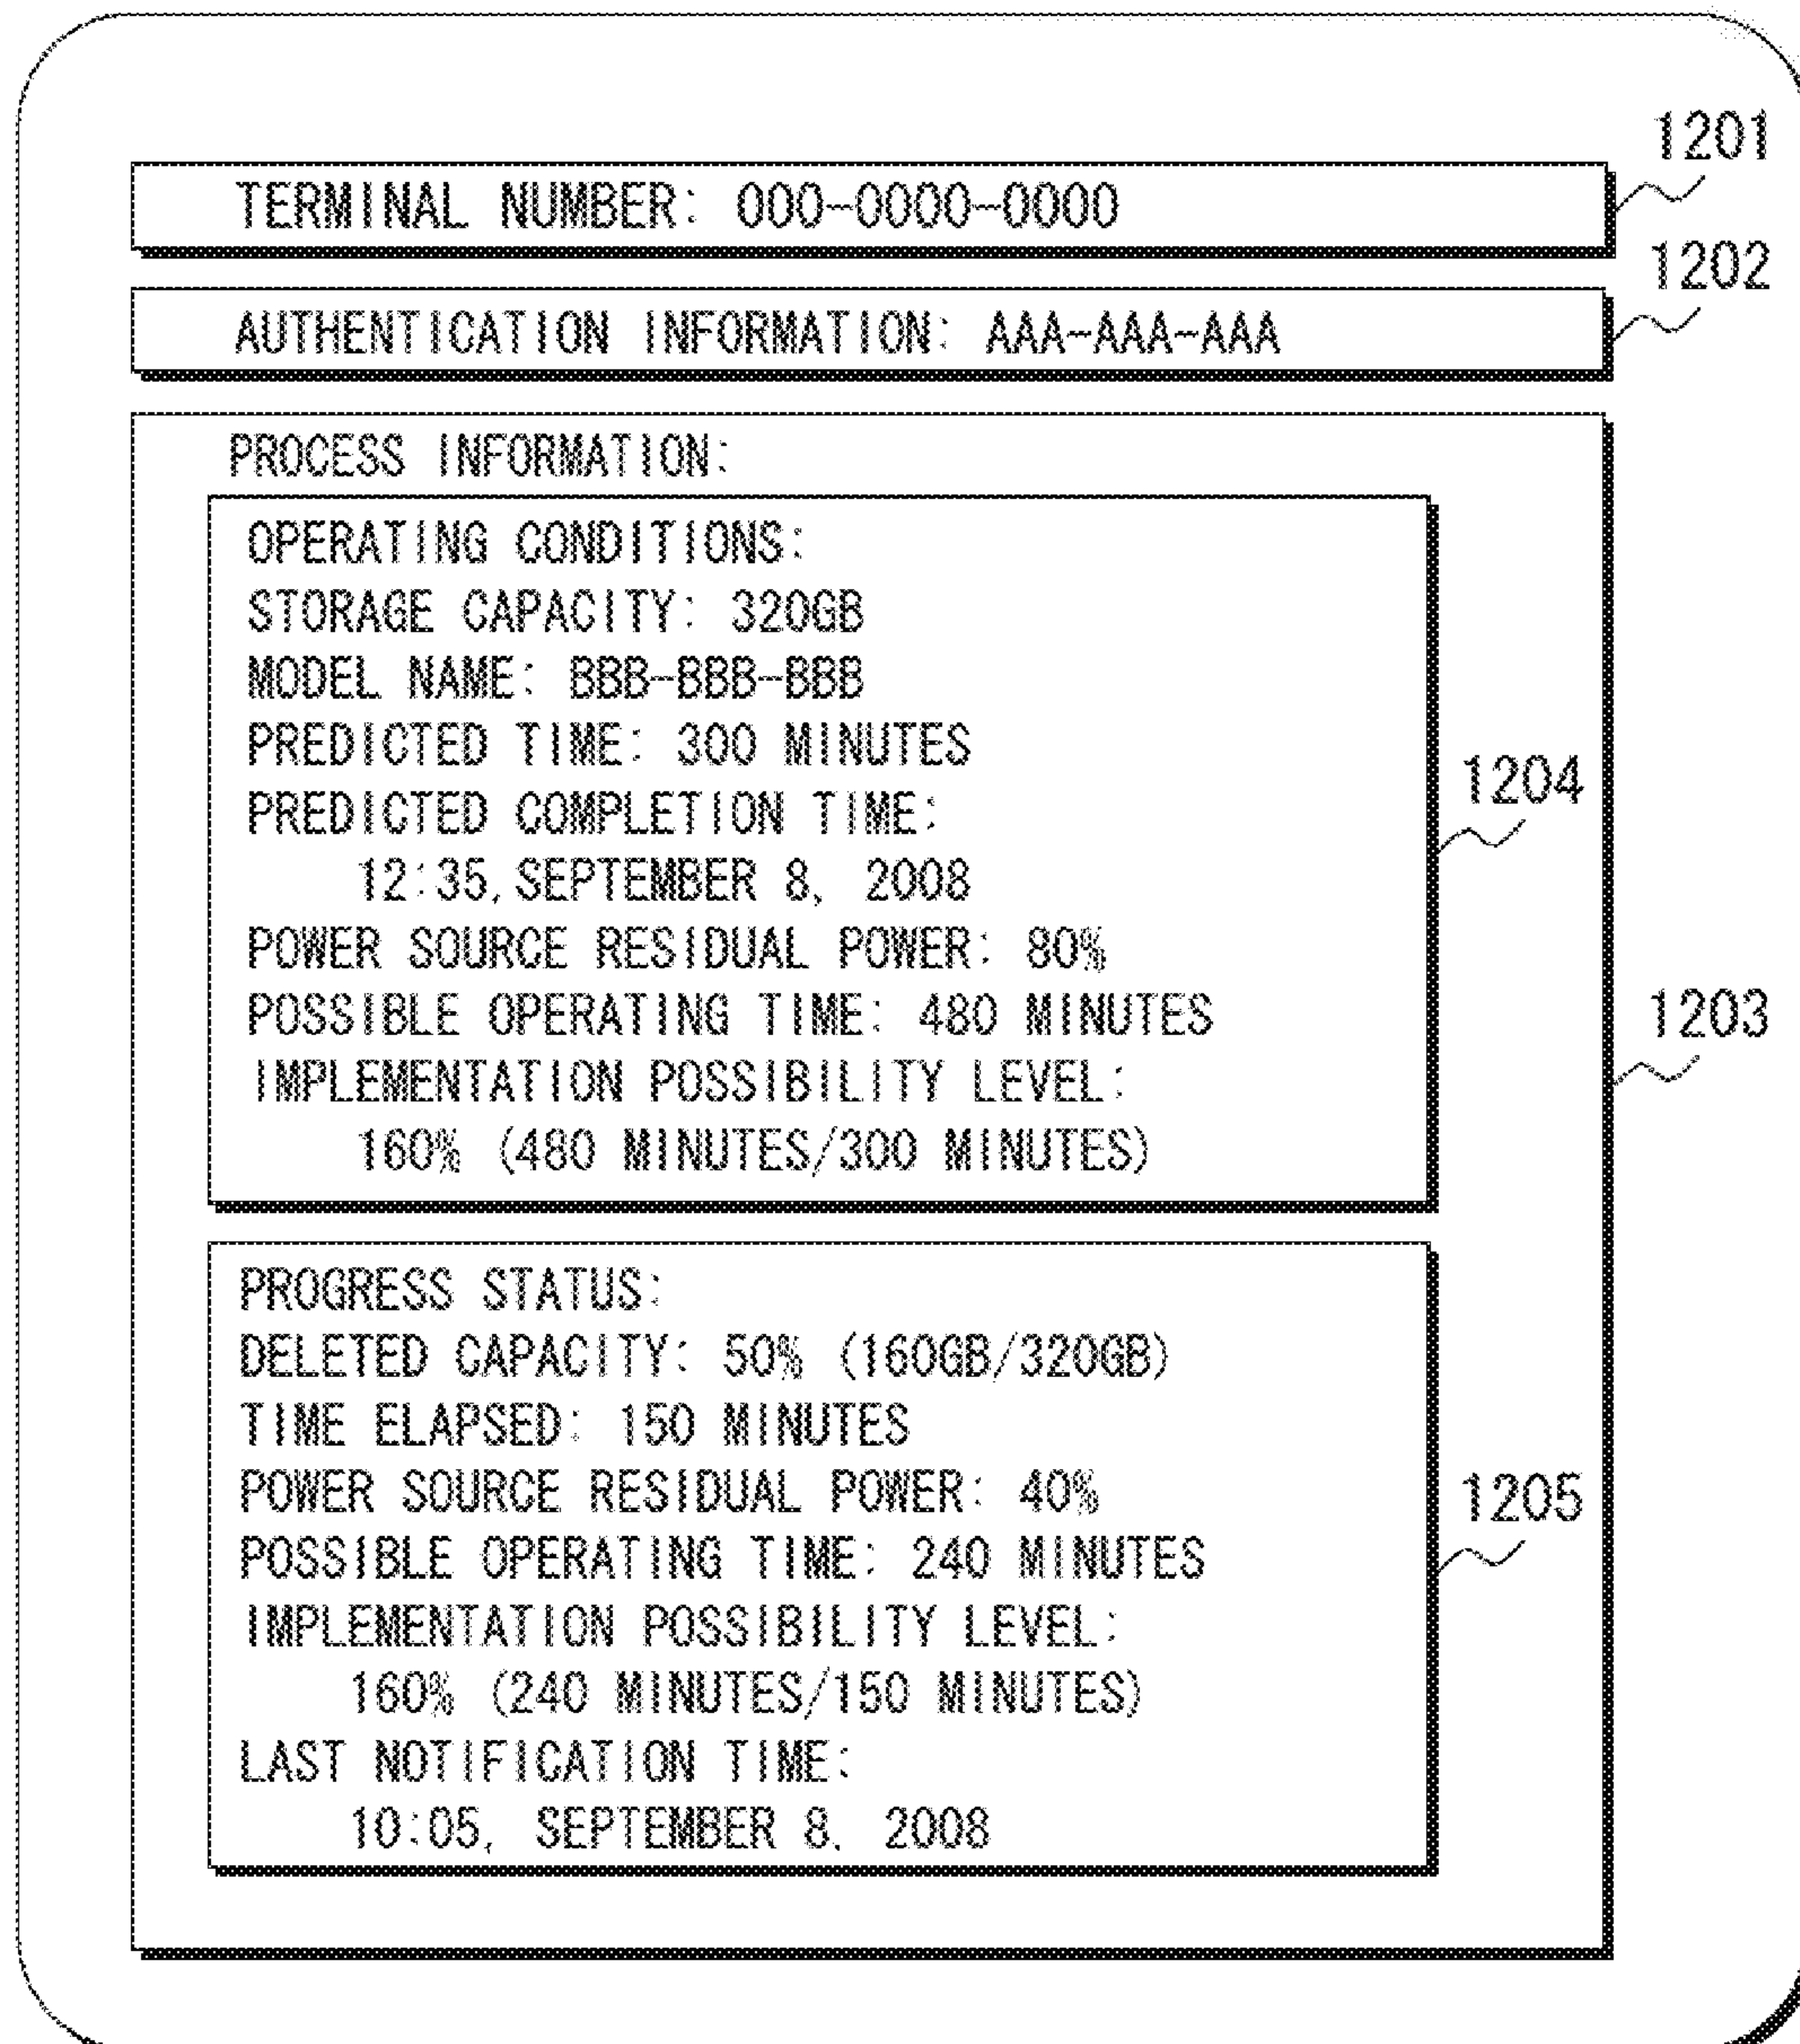 1201
TERMINAL NUMBER: 000-0000-0000
1202
AUTHENTICATION INFORMATION: AAA-AAA-AAA
PROCESS INFORMATION:
OPERATING CONDITIONS:
STORAGE CAPACITY: 320GB
MODEL NAME: BBB-BBB-BBB
PREDICTED TIME: 300 MINUTES
1204
PREDICTED COMPLETION TIME:
12:35,SEPTEMBER 8, 2008
POWER SOURCE RESIDUAL POWER: 80%
POSSIBLE OPERATING TIME: 480 MINUTES
1203
IMPLEMENTATION POSSIBILITY LEVEL:
160% (480 MINUTES/300 MINUTES)
PROGRESS STATUS:
DELETED CAPACITY: 50% (160GB/320GB)
TIME ELAPSED: 150 MINUTES
POWER SOURCE RESIDUAL POWER: 40%
1205
POSSIBLE OPERATING TIME: 240 MINUTES
IMPLEMENTATION POSSIBILITY LEVEL:
160% (240 MINUTES/150 MINUTES)
LAST NOTIFICATION TIME:
10:05, SEPTEMBER 8, 2008